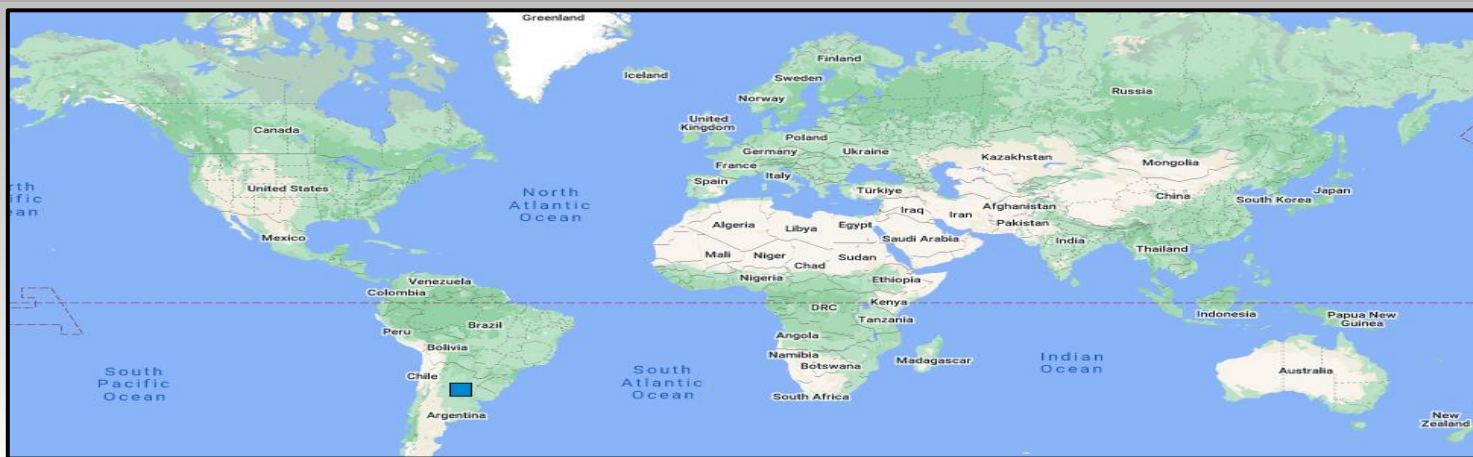 Greenland
Iceland
Finland
Sweden
Norway
Russia
United
Kingdom
Canada
Poland
Germany
Ukraine
France
Kazakhstan
Mongolia
Italy
Spain
Türkiye
United States
North
Atlantic
Ocean
rth
ific
ean
Japan
China
South Korea
Afghanistan
Iraq
Iran
Pakistan
Algeria
Libya
Egypt
Saudi Arabia
India
Mexico
Mali
Niger
Chad
Sudan
Thailand
Nigeria
Ethiopia
Venezuela
Colombia
Kenya
DRC
Indonesia
Papua New
Guinea
Tanzania
Brazil
Peru
Angola
Bolivia
Namibia
Botswana
Madagascar
Indian
Ocean
South
Pacific
Ocean
Chile
South
Atlantic
Ocean
Australia
South Africa
Argentina
New
Zealand